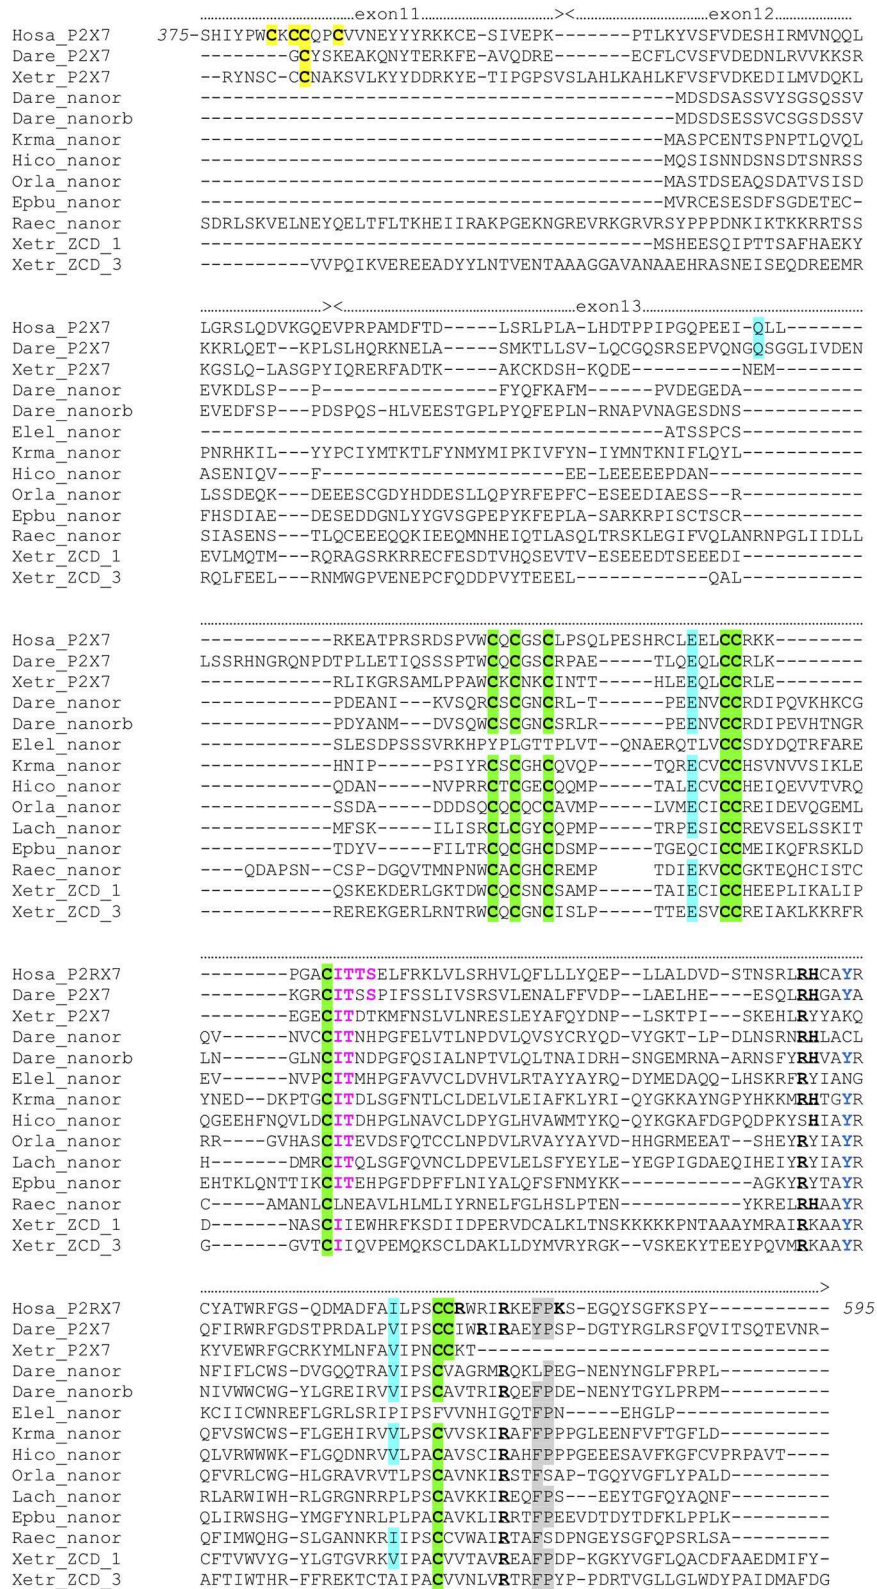 exon11 >< exon12
Hosa_P2X7 375-SHIYPWCKCCQPCVVNEYYYRKKCE-SIVEPK---------PTLKYVSFVDESHIRMVNQQL
Dare_P2X7 --------GCYSKEAKQNYTERKFE-AVQDRE---------ECFLCVSFVDEDNLRVVKKSR
Xetr_P2X7 --RYNSCC-CCNAKSVLKYYDDRKYE-TIPGPSVSLAHLKAHLKFVSFVDKEDILMVDQKL
Dare_nanor -------------------------------------------MDSDSASSVYSGSQSSV
Dare_nanorb -------------------------------------------MDSDSESSVCSGSDSSV
Krma_nanor ------------------------------------------MASPCENTSPNPTLQVQL
Hico_nanor ------------------------------------------MQSISNNDSNSDTSNRSS
Orla_nanor ------------------------------------------MASTDSEAQSDATVSISD
Epbu_nanor ------------------------------------------MVRCESESDFSGDETEC-
Raec_nanor SDRLSKVELNEYQELTFLTKHEIIRAKPGEKNGREVRKGRVRSYPPPDNKIKTKKRRTSS
Xetr_ZCD_1 -----------------------------------------MSHEESQIPTTSAFHAEKY
Xetr_ZCD_3 ----------VVPQIKVEREEADYYLNTVENTAAAGGAVANAAEHRASNEISEQDREEMR
>< exon13
Hosa_P2X7 LGRSLQDVKGQEVPRPAMDFTD-----LSRLPLA-LHDTPPIPGQPEEI-QLL-------
Dare_P2X7 KKRLQET--KPLSLHQRKNELA-----SMKTLLSV-LQCGQSRSEPVQNGQSGGLIVDEN
Xetr_P2X7 KGSLQ-LASGPYIQRERFADTK-----AKCKDSH-KQDE----------NEM--------
Dare_nanor EVKDLSP---P----------------FYQFKAFM----PVDEGEDA-------------
Dare_nanorb EVEDFSP---PDSPQS-HLVEESTGPLPYQFEPLN-RNAPVNAGESDNS-----------
Elel_nanor ------------------------------------------ATSSPCS-----------
Krma_nanor PNRHKIL---YYPCIYMTKTLFYNMYMIPKIVFYN-IYMNTKNIFLQYL-----------
Hico_nanor ASENIQV---F----------------------EE-LEEEEEEPDAN-------------
Orla_nanor LSSDEQK---DEEESCGDYHDDESLLQPYRFEPFC-ESEEDIAESS--R-----------
Epbu_nanor FHSDIAE---DESEDDGNLYYGVSGPEPYKFEPLA-SARKRPISCTSCR-----------
Raec_nanor SIASENS---TLQCEEEQQKIEEQMNHEIQTLASQLTRSKLEGIFVQLANRNPGLIIDLL
Xetr_ZCD_1 EVLMQTM---RQRAGSRKRRECFESDTVHQSEVTV-ESEEEDTSEEEDI-----------
Xetr_ZCD_3 RQLFEEL---RNMWGPVENEPCFQDDPVYTEEEL------------QAL-----------
Hosa_P2X7 ------------RKEATPRSRDSPVWCQCGSCLPSQLPESHRCLEELCCRKK--------
Dare_P2X7 LSSRHNGRQNPDTPLLETIQSSSPTWCQCGSCRPAE-----TLQEQLCCRLK--------
Xetr_P2X7 ------------RLIKGRSAMLPPAWCKCNKCINTT-----HLEEQLCCRLE--------
Dare_nanor ------------PDEANI---KVSQRCSCGNCRL-T-----PEENVCCRDIPQVKHKCG
Dare_nanorb ------------PDYANM---DVSQWCSCGNCSRLR-----PEENVCCRDIPEVHTNGR
Elel_nanor ------------SLESDPSSSVRKHPYPLGTTPLVT--QNAERQTLVCCSDYDQTRFARE
Krma_nanor ------------HNIP-----PSIYRCSCGHCQVQP-----TQRECVCCHSVNVVSIKLE
Hico_nanor ------------QDAN-----NVPRRCTCGECQQMP-----TALECVCCHEIQEVVTVRQ
Orla_nanor ------------SSDA-----DDDSQCQCQCCAVMP-----LVMECICCREIDEVQGEML
Lach_nanor ------------MFSK-----ILISRCLCGYCQPMP-----TRPESICCREVSELSSKIT
Epbu_nanor ------------TDYV-----FILTRCQCGHCDSMP-----TGEQCICCMEIKQFRSKLD
Raec_nanor ----QDAPSN--CSP-DGQVTMNPNWCACGHCREMP-----TDIEKVCCGKTEQHCISTC
Xetr_ZCD_1 ------------QSKEKDERLGKTDWCQCSNCSAMP-----TAIECICCHEEPLIKALIP
Xetr_ZCD_3 ------------REREKGERLRNTRWCQCGNCISLP-----TTEESVCCREIAKLKKRFR
Hosa_P2RX7 --------PGACITTSELFRKLVLSRHVLQFLLLYQEP--LLALDVD-STNSRLRHCAYR
Dare_P2X7 --------KGRCITSSPIFSSLIVSRSVLENALLFVDP--LAELHE----ESQLRHGAYA
Xetr_P2X7 --------EGECITDTKMFNSLVLNRESLEYAFQYDNP--LSKTPI---SKEHLRYYAKQ
Dare_nanor QV------NVCCITNHPGFELVTLNPDVLQVSYCRYQD-VYGKT-LP-DLNSRNRHLACL
Dare_nanorb LN------GLNCITNDPGFQSIALNPTVLQLTNAIDRH-SNGEMRNA-ARNSFYRHVAYR
Elel_nanor EV------NVPCITMHPGFAVVCLDVHVLRTAYYAYRQ-DYMEDAQQ-LHSKRFRYIANG
Krma_nanor YNED--DKPTGCITDLSGFNTLCLDELVLEIAFKLYRI-QYGKKAYNGPYHKKMRHTGYR
Hico_nanor QGEEHFNQVLDCITDHPGLNAVCLDPYGLHVAWMTYKQ-QYKGKAFDGPQDPKYSHIAYR
Orla_nanor RR----GVHASCITEVDSFQTCCLNPDVLRVAYYAYVD-HHGRMEEAT--SHEYRYIAYR
Lach_nanor H-------DMRCITQLSGFQVNCLDPEVLELSFYEYLE-YEGPIGDAEQIHEIYRYIAYR
Epbu_nanor EHTKLQNTTIKCITEHPGFDPFFLNIYALQFSFNMYKK------------AGKYRYTAYR
Raec_nanor C-----AMANLCLNEAVLHLMLIYRNELFGLHSLPTEN-----------YKRELRHAAYR
Xetr_ZCD_1 D-------NASCIIEWHRFKSDIIDPERVDCALKLTNSKKKKKPNTAAAYMRAIRKAAYR
Xetr_ZCD_3 G-------GVTCIIQVPEMQKSCLDAKLLDYMVRYRGK--VSKEKYTEEYPQVMRKAAYR
Hosa_P2RX7 CYATWRFGS-QDMADFAILPSCCRWRIRKEFPKS-EGQYSGFKSPY----------- 595
Dare_P2X7 QFIRWRFGDSTPRDALPVIPSCCIWRIRAEYPSP-DGTYRGLRSFQVITSQTEVNR-
Xetr_P2X7 KYVEWRFGCRKYMLNFAVIPNCCKT--------------------------------
Dare_nanor NFIFLCWS-DVGQQTRAVIPSCVAGRMRQKLPEG-NENYNGLFPRPL----------
Dare_nanorb NIVWWCWG-YLGREIRVVIPSCAVTRIRQEFPDE-NENYTGYLPRPM----------
Elel_nanor KCIICWNREFLGRLSRIPIPSFVVNHIGQTFPN-----EHGLP--------------
Krma_nanor QFVSWCWS-FLGEHIRVVLPSCVVSKIRAFFPPPGLEENFVFTGFLD----------
Hico_nanor QLVRWWWK-FLGQDNRVVLPACAVSCIRAHFPPPGEEESAVFKGFCVPRPAVT----
Orla_nanor QFVRLCWG-HLGRAVRVTLPSCAVNKIRSTFSAP-TGQYVGFLYPALD---------
Lach_nanor RLARWIWH-RLGRGNRRPLPSCAVKKIREQFPS---EEYTGFQYAQNF---------
Epbu_nanor QLIRWSHG-YMGFYNRLPLPACAVKLIRRTFPEEVDTDYTDFKLPPLK---------
Raec_nanor QFIMWQHG-SLGANNKRIIPSCCVWAIRTAFSDPNGEYSGFQPSRLSA---------
Xetr_ZCD_1 CFTVWVYG-YLGTGVRKVIPACVVTAVREAFPDP-KGKYVGFLQACDFAAEDMIFY-
Xetr_ZCD_3 AFTIWTHR-FFREKTCTAIPACVVNLVRTRFPYP-PDRTVGLLGLWDYPAIDMAFDG